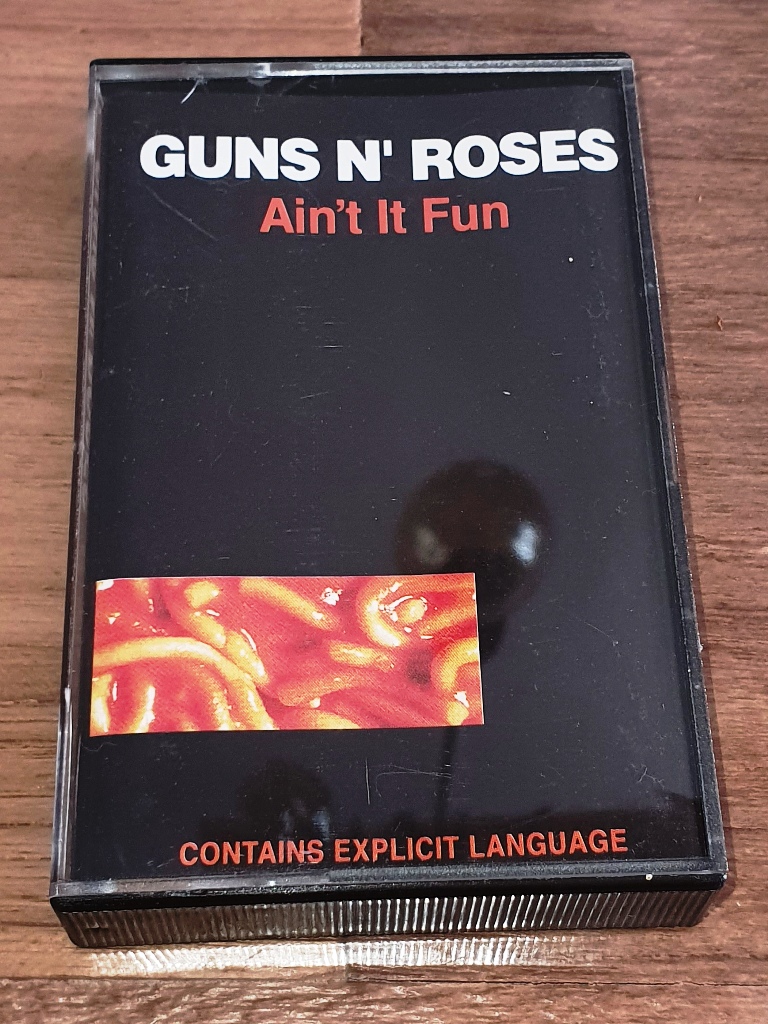 GUNS N' ROSES
Ain't It Fun
CONTAINS EXPLICIT LANGUAGE